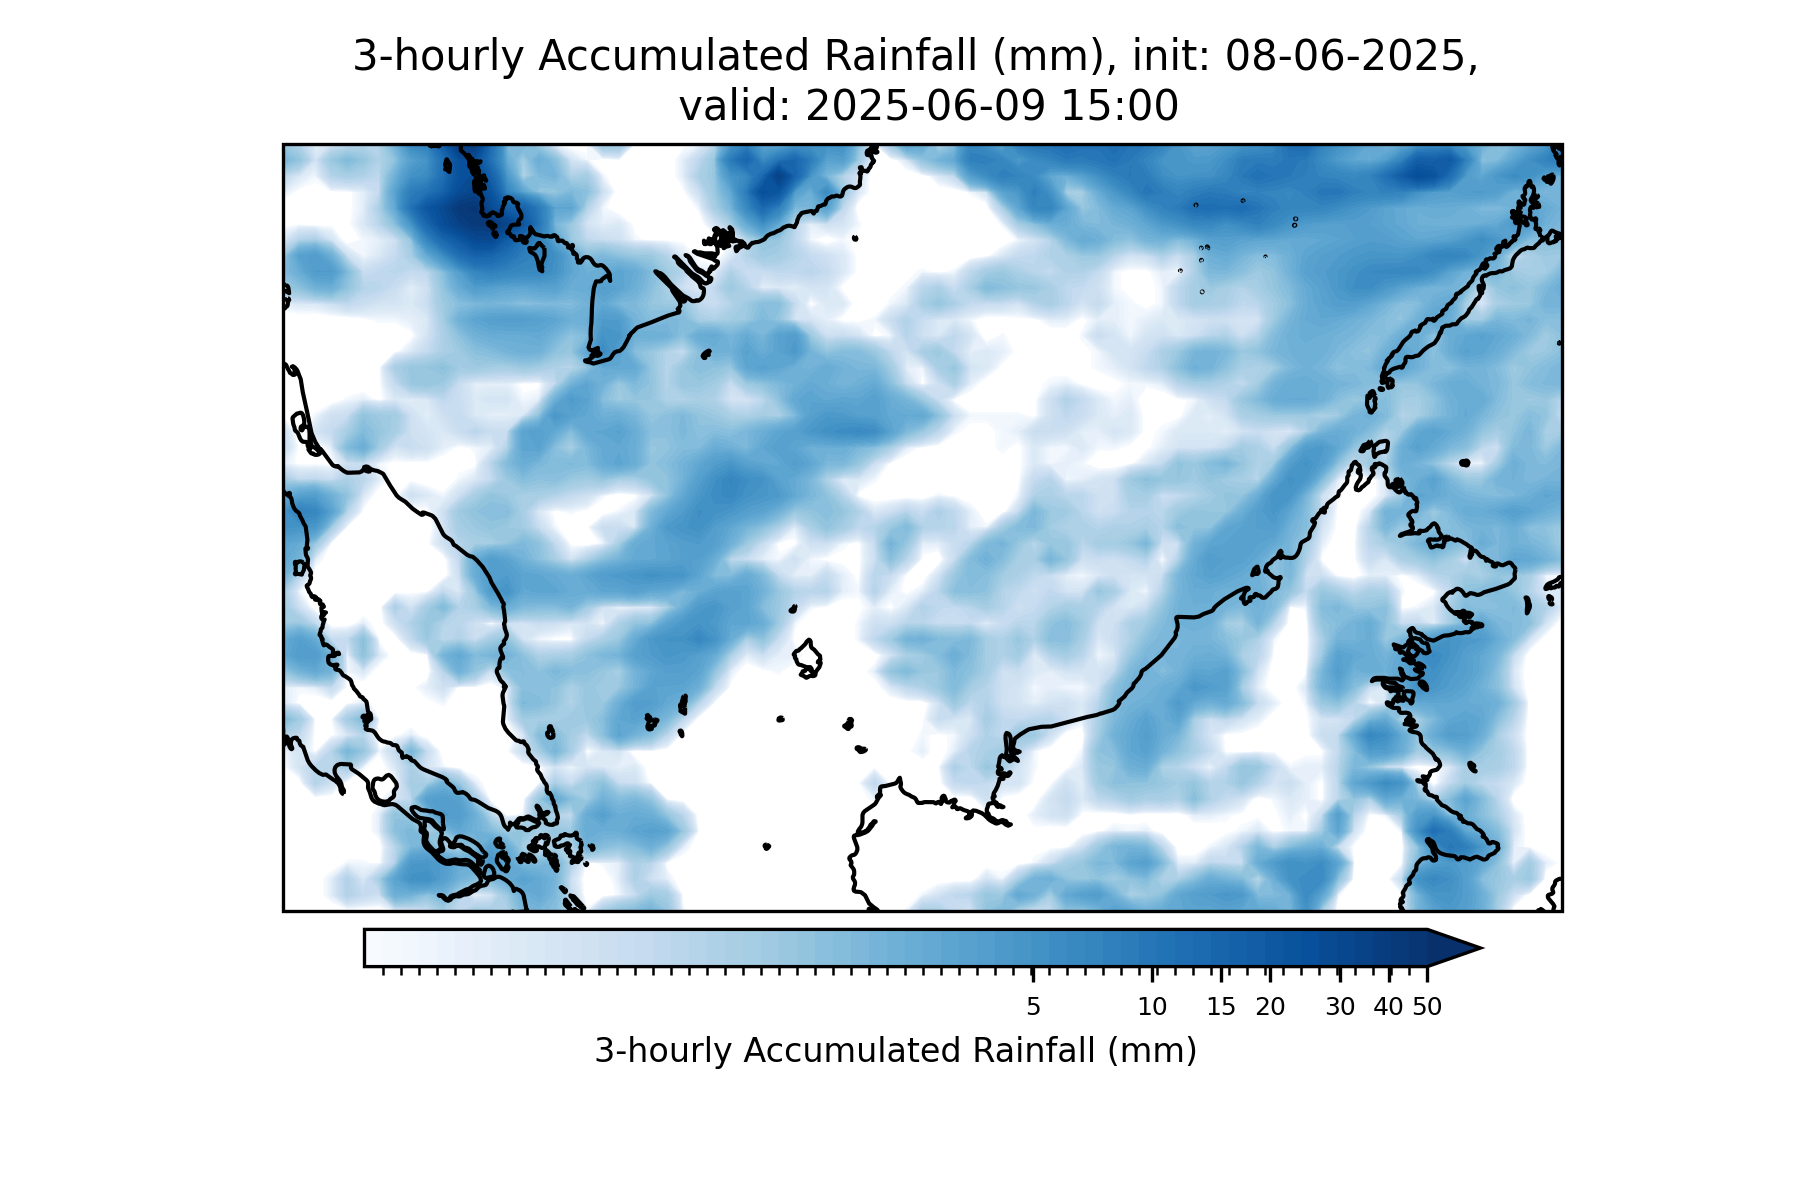 3-hourly Accumulated Rainfall (mm), init: 08-06-2025,
valid: 2025-06-09 15:00
5 10 15 20 30 40 50
3-hourly Accumulated Rainfall (mm)